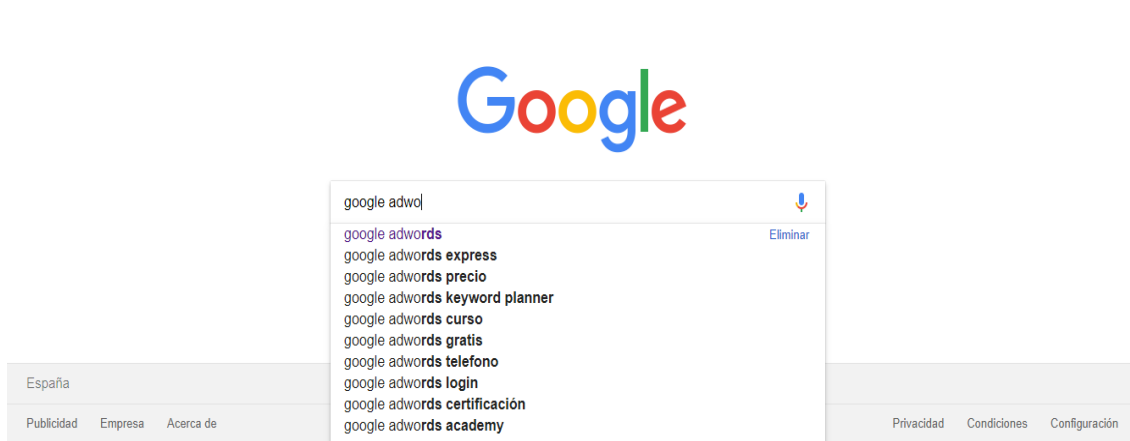 Google
google adwo
google adwords Eliminar
google adwords express
google adwords precio
google adwords keyword planner
google adwords curso
google adwords gratis
google adwords telefono
google adwords login
google adwords certificación
google adwords academy
España
Publicidad Empresa Acerca de Privacidad Condiciones Configuración